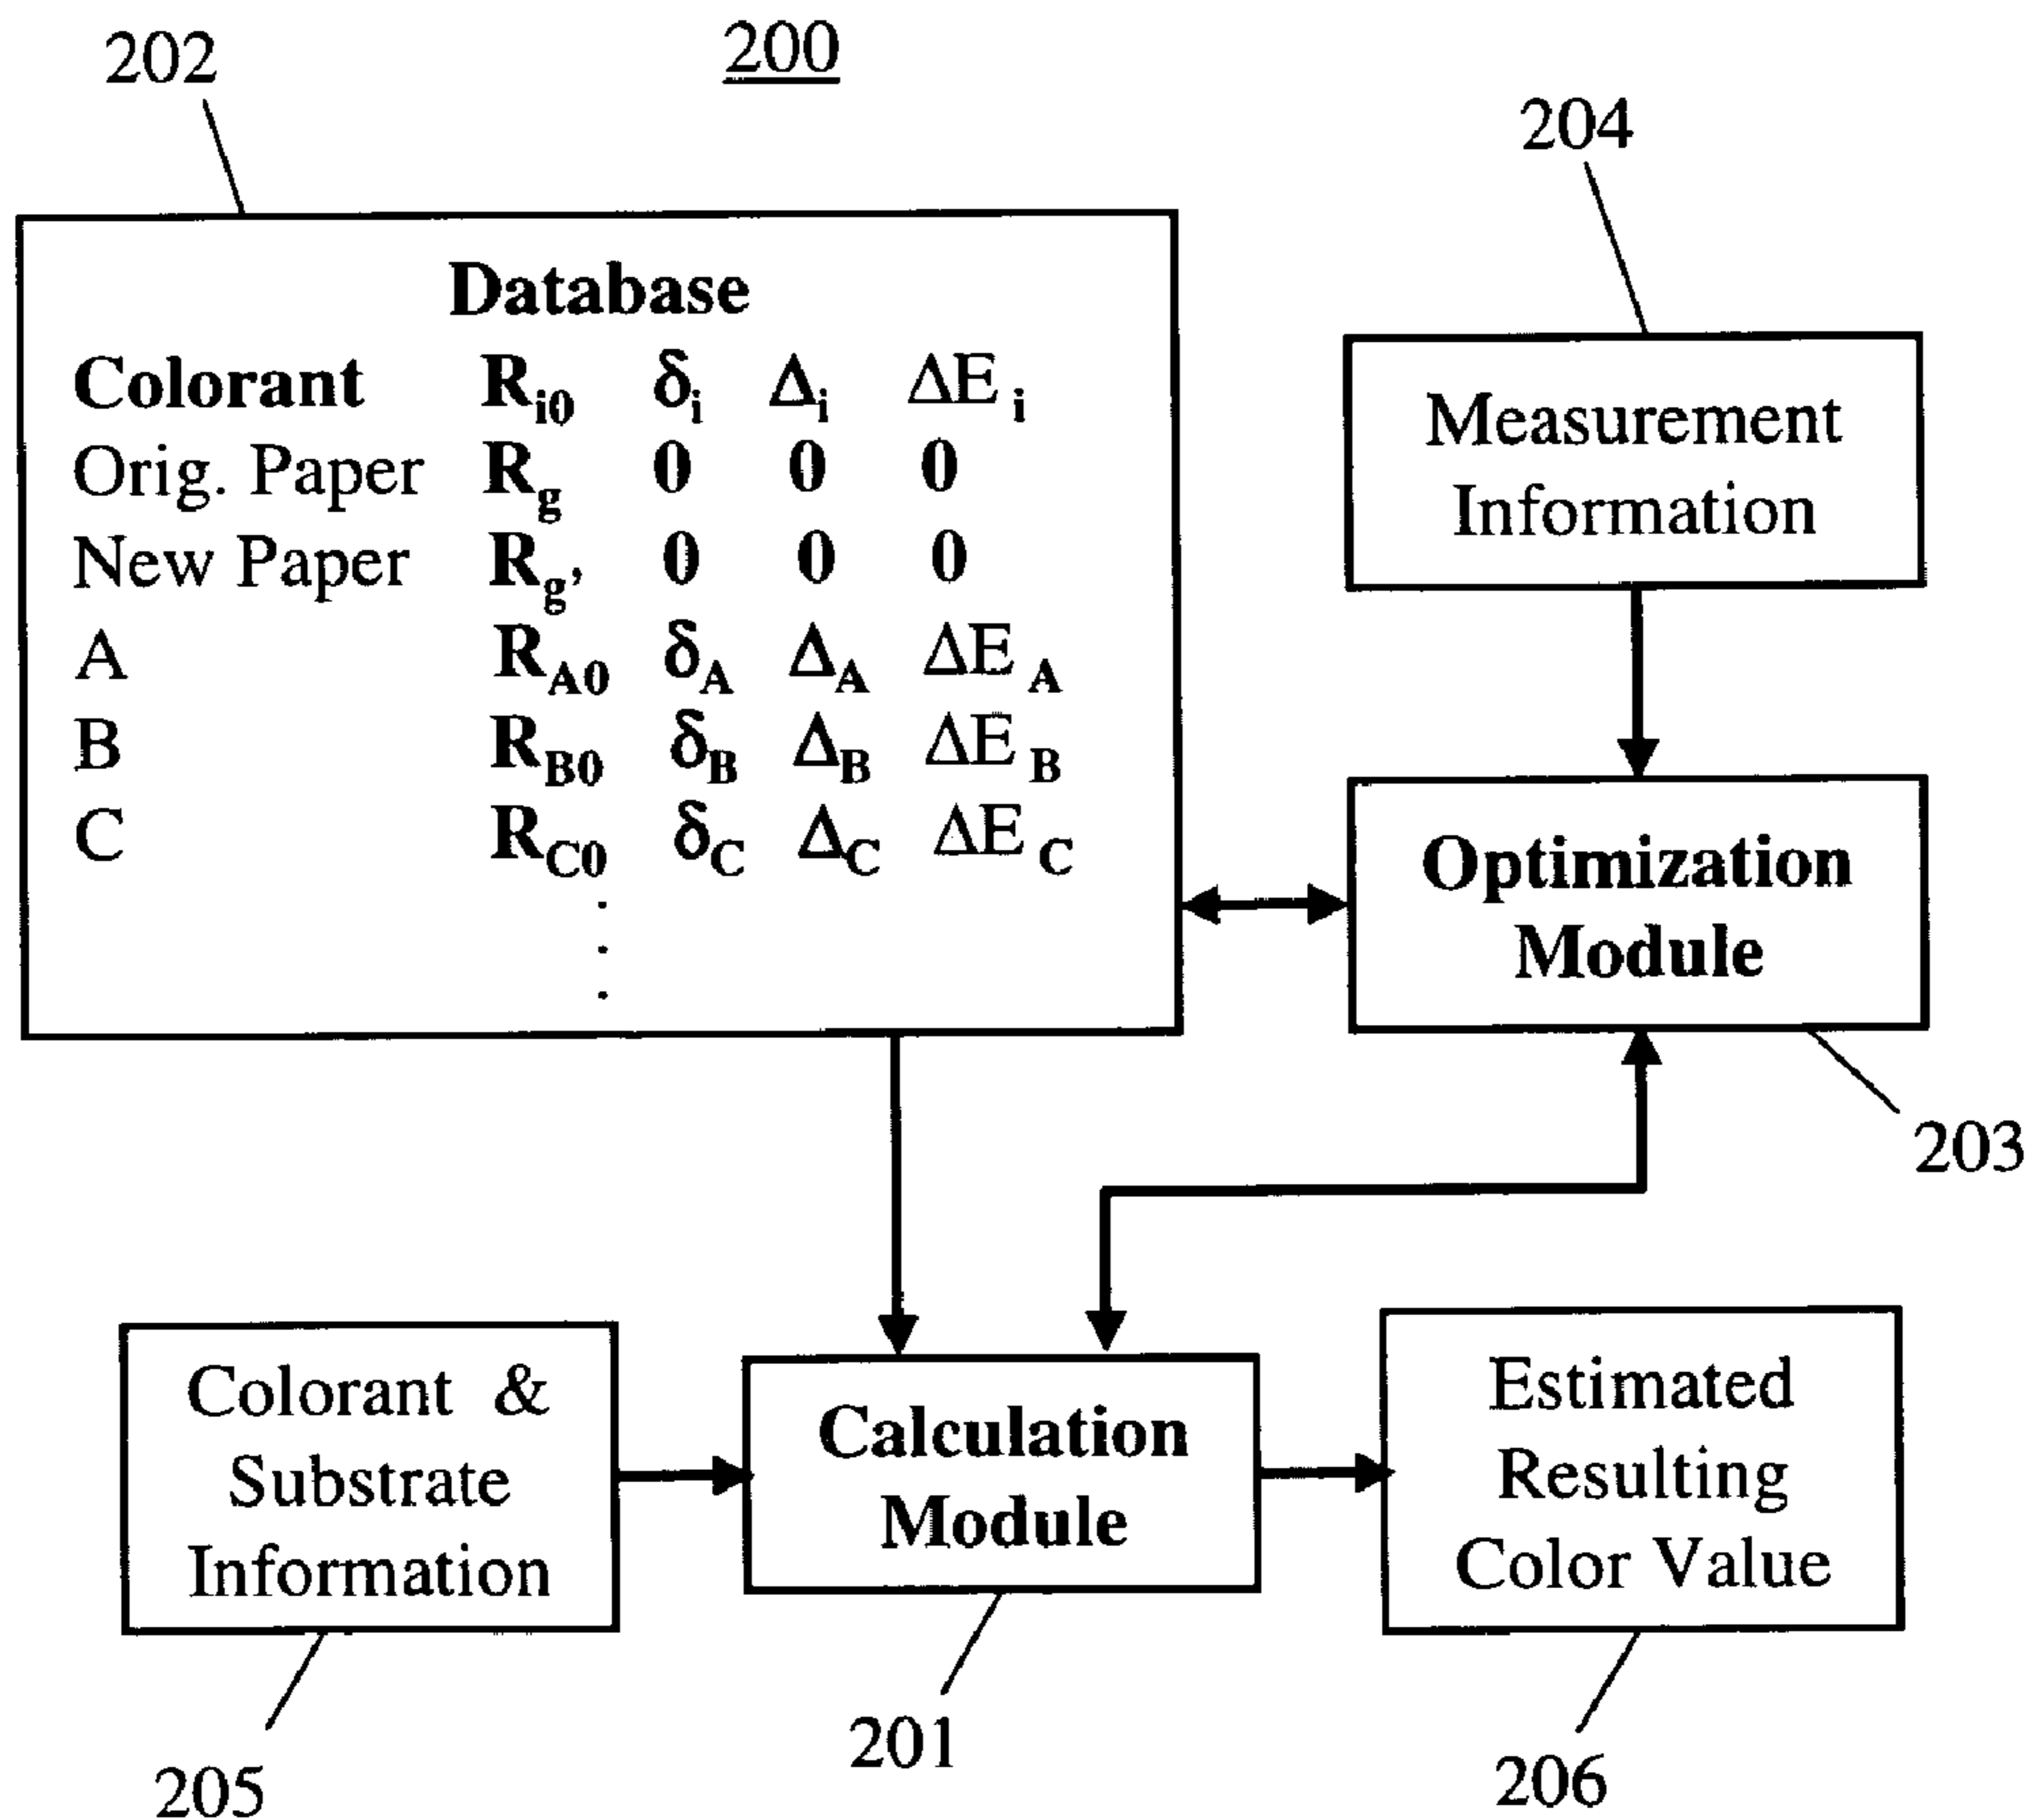 202
200
204
Database
Colorant R_i0 δ_i Δ_i ΔE_i
Orig. Paper R_g 0 0 0
New Paper R_g' 0 0 0
A R_A0 δ_A Δ_A ΔE_A
B R_B0 δ_B Δ_B ΔE_B
C R_C0 δ_C Δ_C ΔE_C
.
.
.
Measurement
Information
Optimization
Module
203
Colorant &
Substrate
Information
Calculation
Module
Estimated
Resulting
Color Value
205
201
206